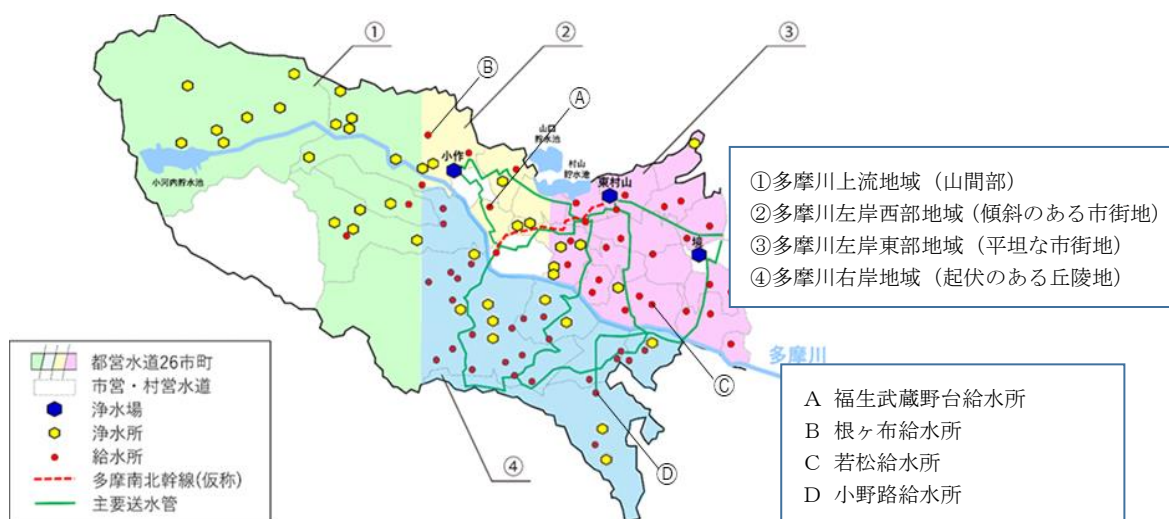 ①
②
③
Ⓑ
Ⓐ
山口
貯水池
村山
貯水池
小作
東村山
小河内貯水池
境
①多摩川上流地域（山間部）
②多摩川左岸西部地域（傾斜のある市街地）
③多摩川左岸東部地域（平坦な市街地）
④多摩川右岸地域（起伏のある丘陵地）
多摩川
都営水道26市町
市営・村営水道
浄水場
浄水所
給水所
多摩南北幹線(仮称)
主要送水管
④
Ⓒ
Ⓓ
A 福生武蔵野台給水所
B 根ヶ布給水所
C 若松給水所
D 小野路給水所